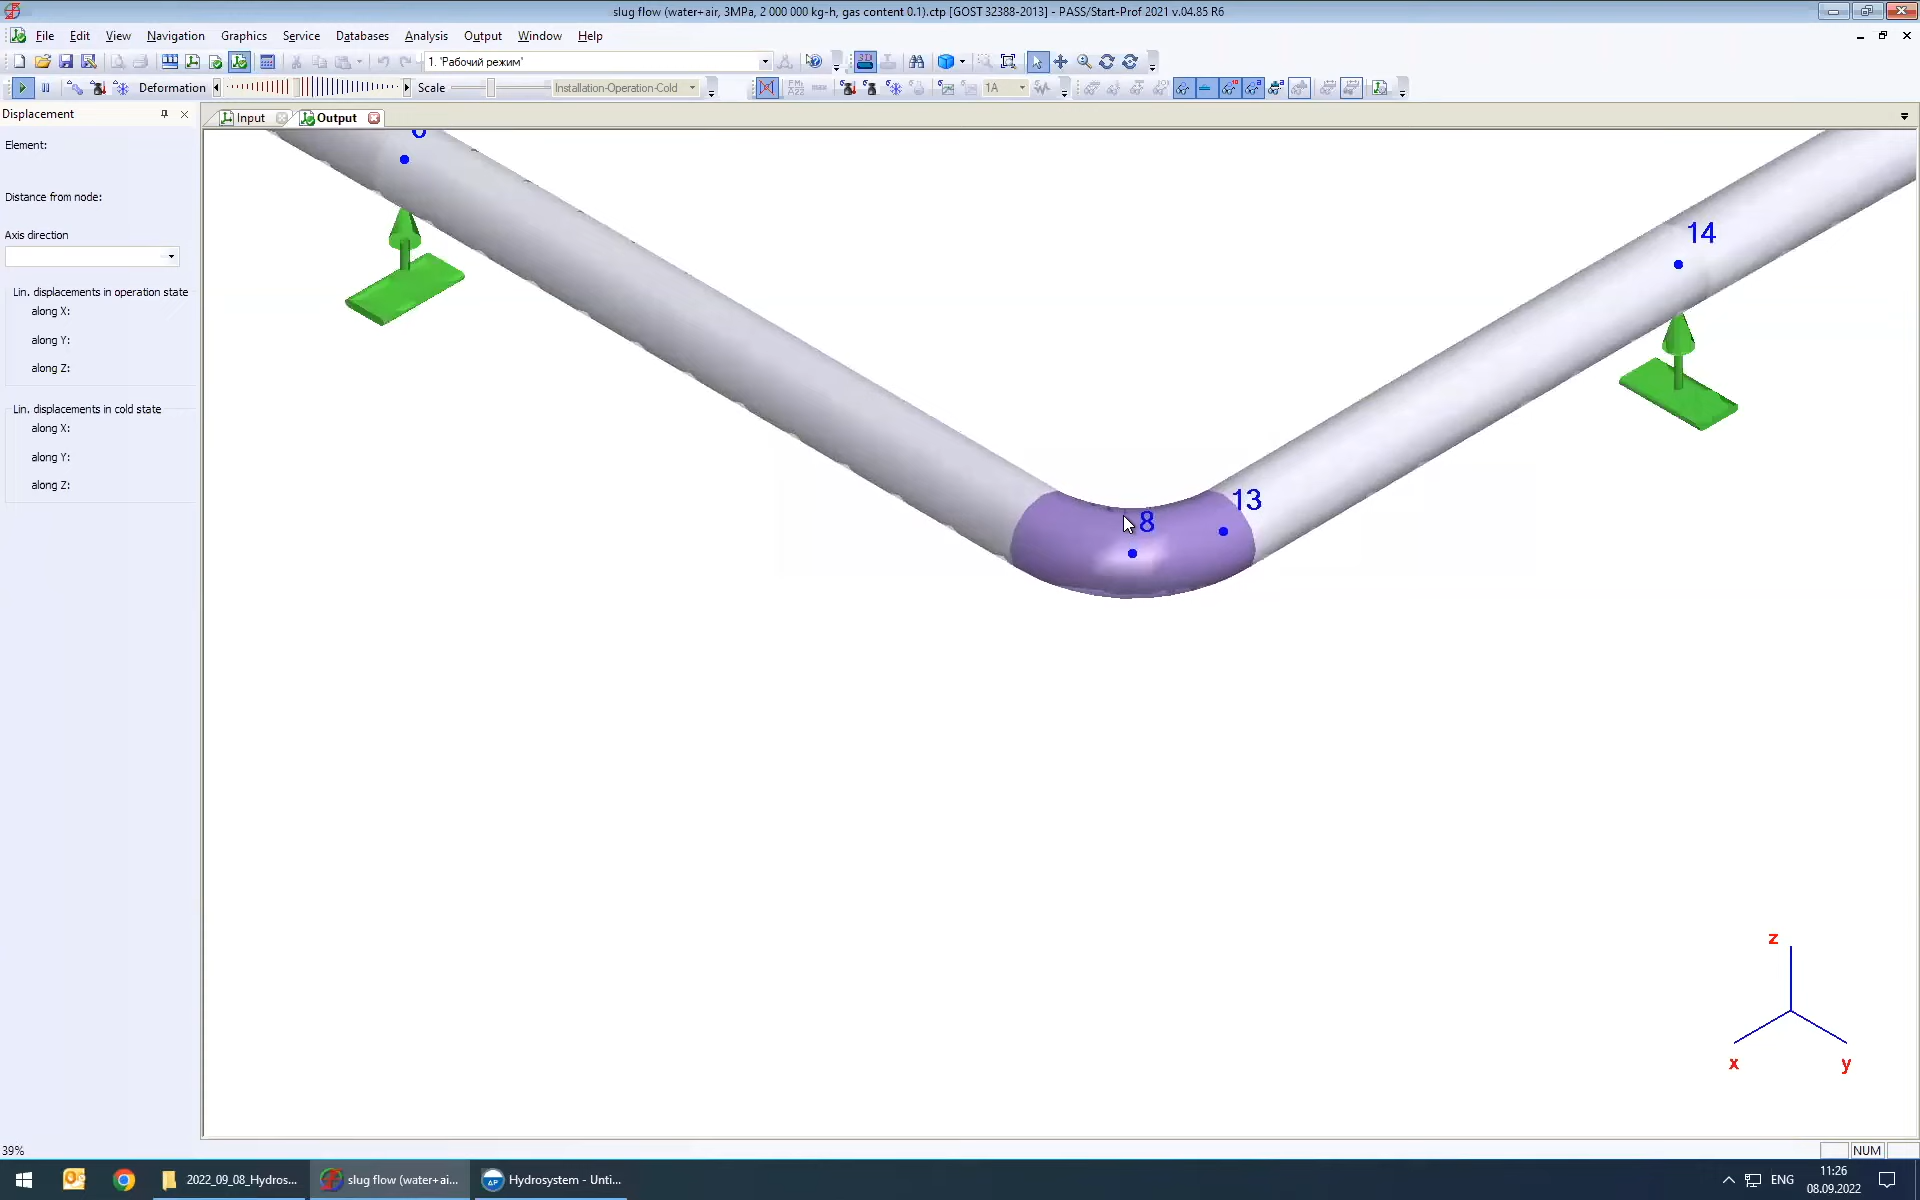 slug flow (water+air, 3MPa, 2 000 000 kg-h, gas content 0.1).ctp [GOST 32388-2013] - PASS/Start-Prof 2021 v.04.85 R6
File Edit View Navigation Graphics Service Databases Analysis Output Window Help
1. 'Рабочий режим'
Deformation Scale Installation-Operation-Cold 1A
Displacement
Input Output
Element:
Distance from node:
Axis direction
Lin. displacements in operation state
along X:
along Y:
along Z:
Lin. displacements in cold state
along X:
along Y:
along Z:
14
13
8
z
x y
39%
NUM
2022_09_08_Hydros... slug flow (water+ai... Hydrosystem - Unti... ENG
11:26
08.09.2022